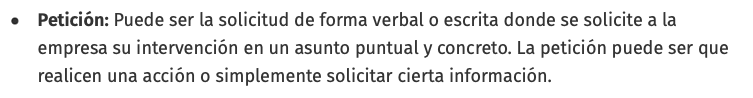 • Petición: Puede ser la solicitud de forma verbal o escrita donde se solicite a la
empresa su intervención en un asunto puntual y concreto. La petición puede ser que
realicen una acción o simplemente solicitar cierta información.